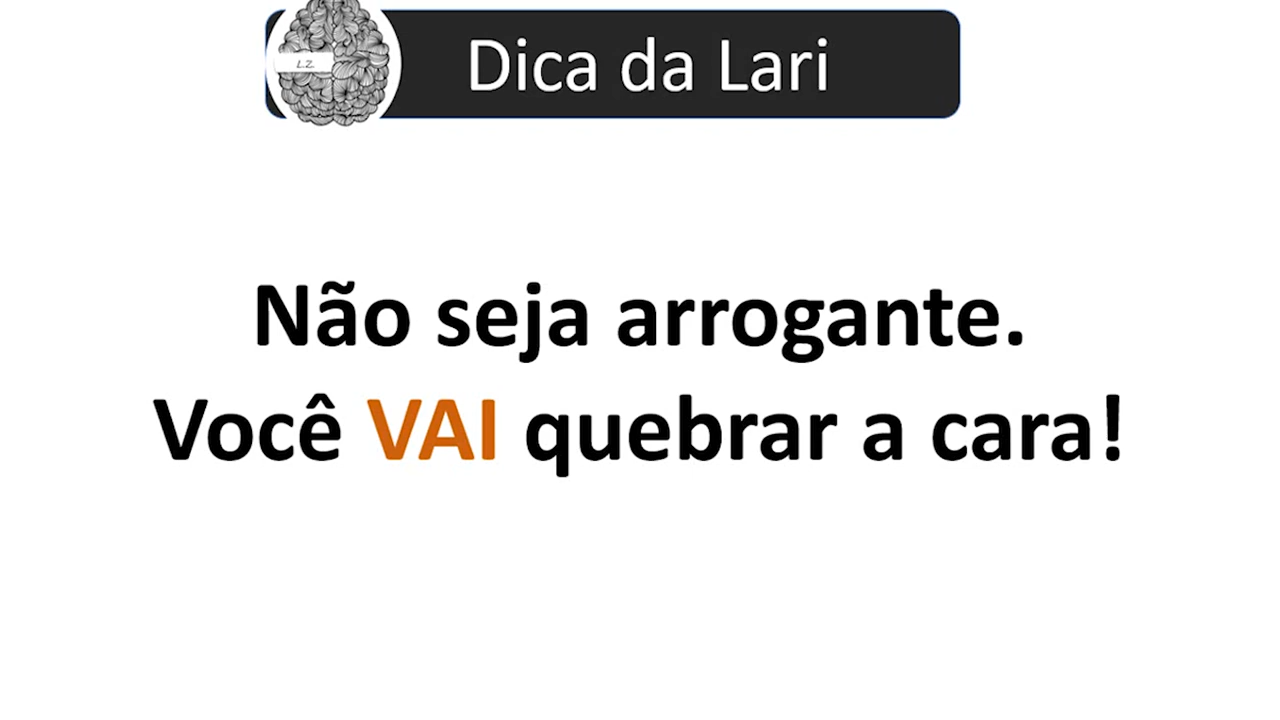 L.Z.
Dica da Lari
Não seja arrogante.
Você VAI quebrar a cara!